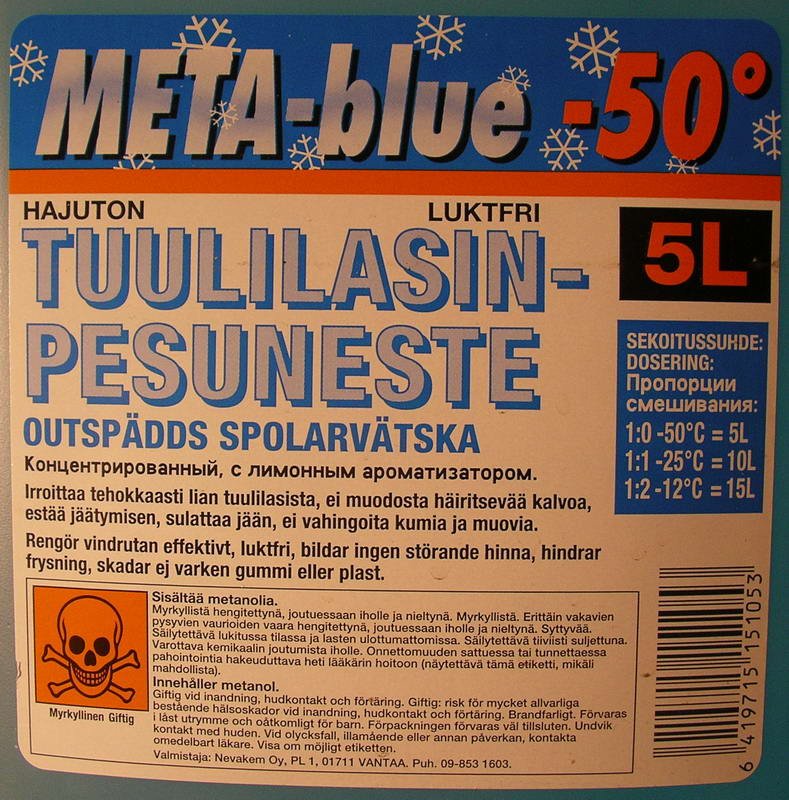 META-blue -50°
HAJUTON LUKTFRI
TUULILASIN-
PESUNESTE
5L
OUTSPÄDDS SPOLARVÄTSKA
Концентрированный, с лимонным ароматизатором.
SEKOITUSSUHDE:
DOSERING:
Пропорции
смешивания:
1:0 -50°C = 5L
1:1 -25°C = 10L
1:2 -12°C = 15L
Irroittaa tehokkaasti lian tuulilasista, ei muodosta häiritsevää kalvoa,
estää jäätymisen, sulattaa jään, ei vahingoita kumia ja muovia.
Rengör vindrutan effektivt, luktfri, bildar ingen störande hinna, hindrar
frysning, skadar ej varken gummi eller plast.
Myrkyllinen Giftig
Sisältää metanolia.
Myrkyllistä hengitettynä, joutuessaan iholle ja nieltynä. Myrkyllistä. Erittäin vakavien
pysyvien vaurioiden vaara hengitettynä, joutuessaan iholle ja nieltynä. Syttyvää.
Säilytettävä lukitussa tilassa ja lasten ulottumattomissa. Säilytettävä tiiviisti suljettuna.
Varottava kemikaalin joutumista iholle. Onnettomuuden sattuessa tai tunnettaessa
pahointointia hakeuduttava heti lääkärin hoitoon (näytettävä tämä etiketti, mikäli
mahdollista).
Innehåller metanol.
Giftig vid inandning, hudkontakt och förtäring. Giftig: risk för mycket allvarliga
bestående hälsoskador vid inandning, hudkontakt och förtäring. Brandfarligt. Förvaras
i låst utrymme och oåtkomligt för barn. Förpackningen förvaras väl tillsluten. Undvik
kontakt med huden. Vid olycksfall, illamående eller annan påverkan, kontakta
omedelbart läkare. Visa om möjligt etiketten.
Valmistaja: Nevakem Oy, PL 1, 01711 VANTAA. Puh. 09-853 1603.
6 419715 151053